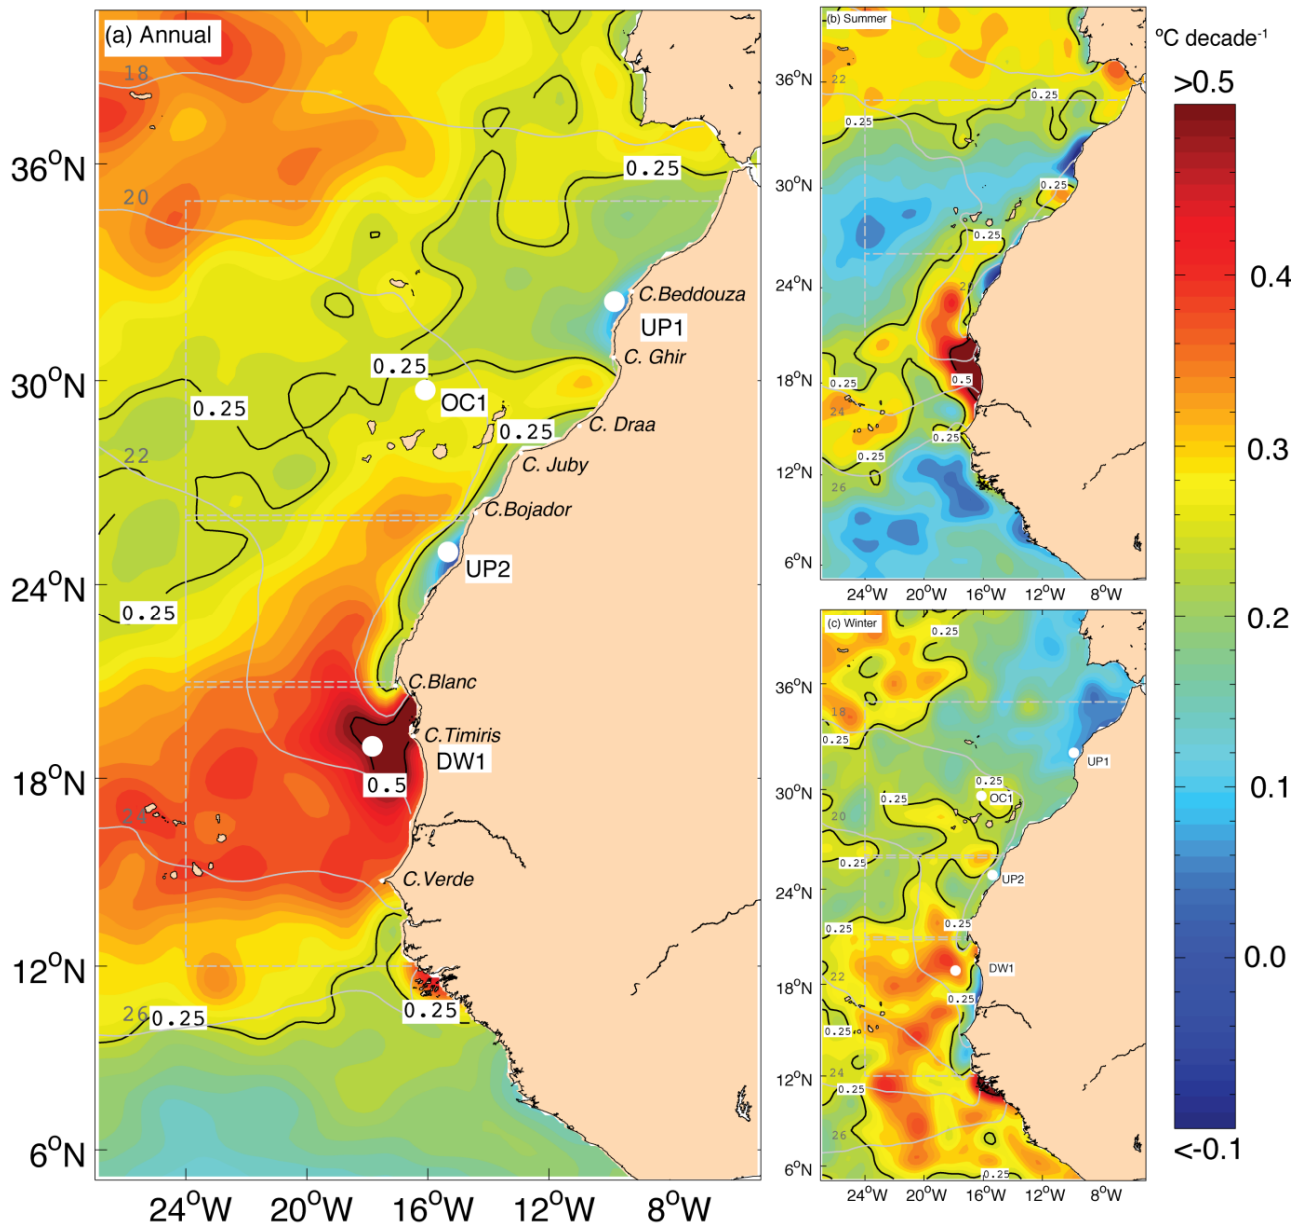 (a) Annual
18
20
22
24
26
0.25
0.25
0.25
0.25
0.25
0.25
0.25
0.5
C.Beddouza
UP1
C. Ghir
OC1
C. Draa
C. Juby
C.Bojador
UP2
C.Blanc
C.Timiris
DW1
C.Verde
36°N
30°N
24°N
18°N
12°N
6°N
24°W
20°W
16°W
12°W
8°W
(b) Summer
22
0.25
0.25
0.25
0.25
20
0.5
0.25
24
0.25
0.25
26
36°N
30°N
24°N
18°N
12°N
6°N
24°W
20°W
16°W
12°W
8°W
(c) Winter
0.25
18
0.25
UP1
0.25
OC1
0.25
20
0.25
UP2
0.25
0.25
DW1
22
0.25
0.25
24
0.25
26
0.25
36°N
30°N
24°N
18°N
12°N
6°N
24°W
20°W
16°W
12°W
8°W
°C decade⁻¹
>0.5
0.4
0.3
0.2
0.1
0.0
<-0.1